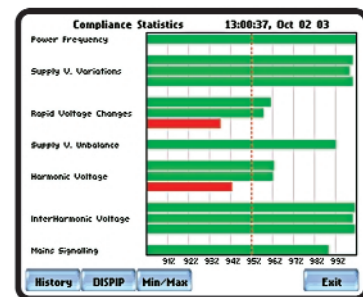 Compliance Statistics 13:00:37, Oct 02 03
Power Frequency
Supply V. Variations
Rapid Voltage Changes
Supply V. Unbalance
Harmonic Voltage
InterHarmonic Voltage
Mains Signalling
91% 92% 93% 94% 95% 96% 97% 98% 99%
History DISPIP Min/Max Exit